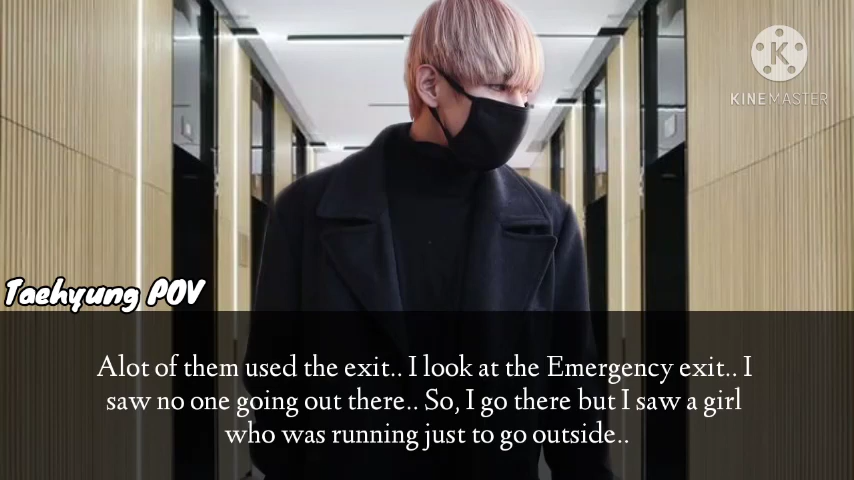 K
KINEMASTER
Taehyung POV
Alot of them used the exit.. I look at the Emergency exit.. I
saw no one going out there.. So, I go there but I saw a girl
who was running just to go outside..